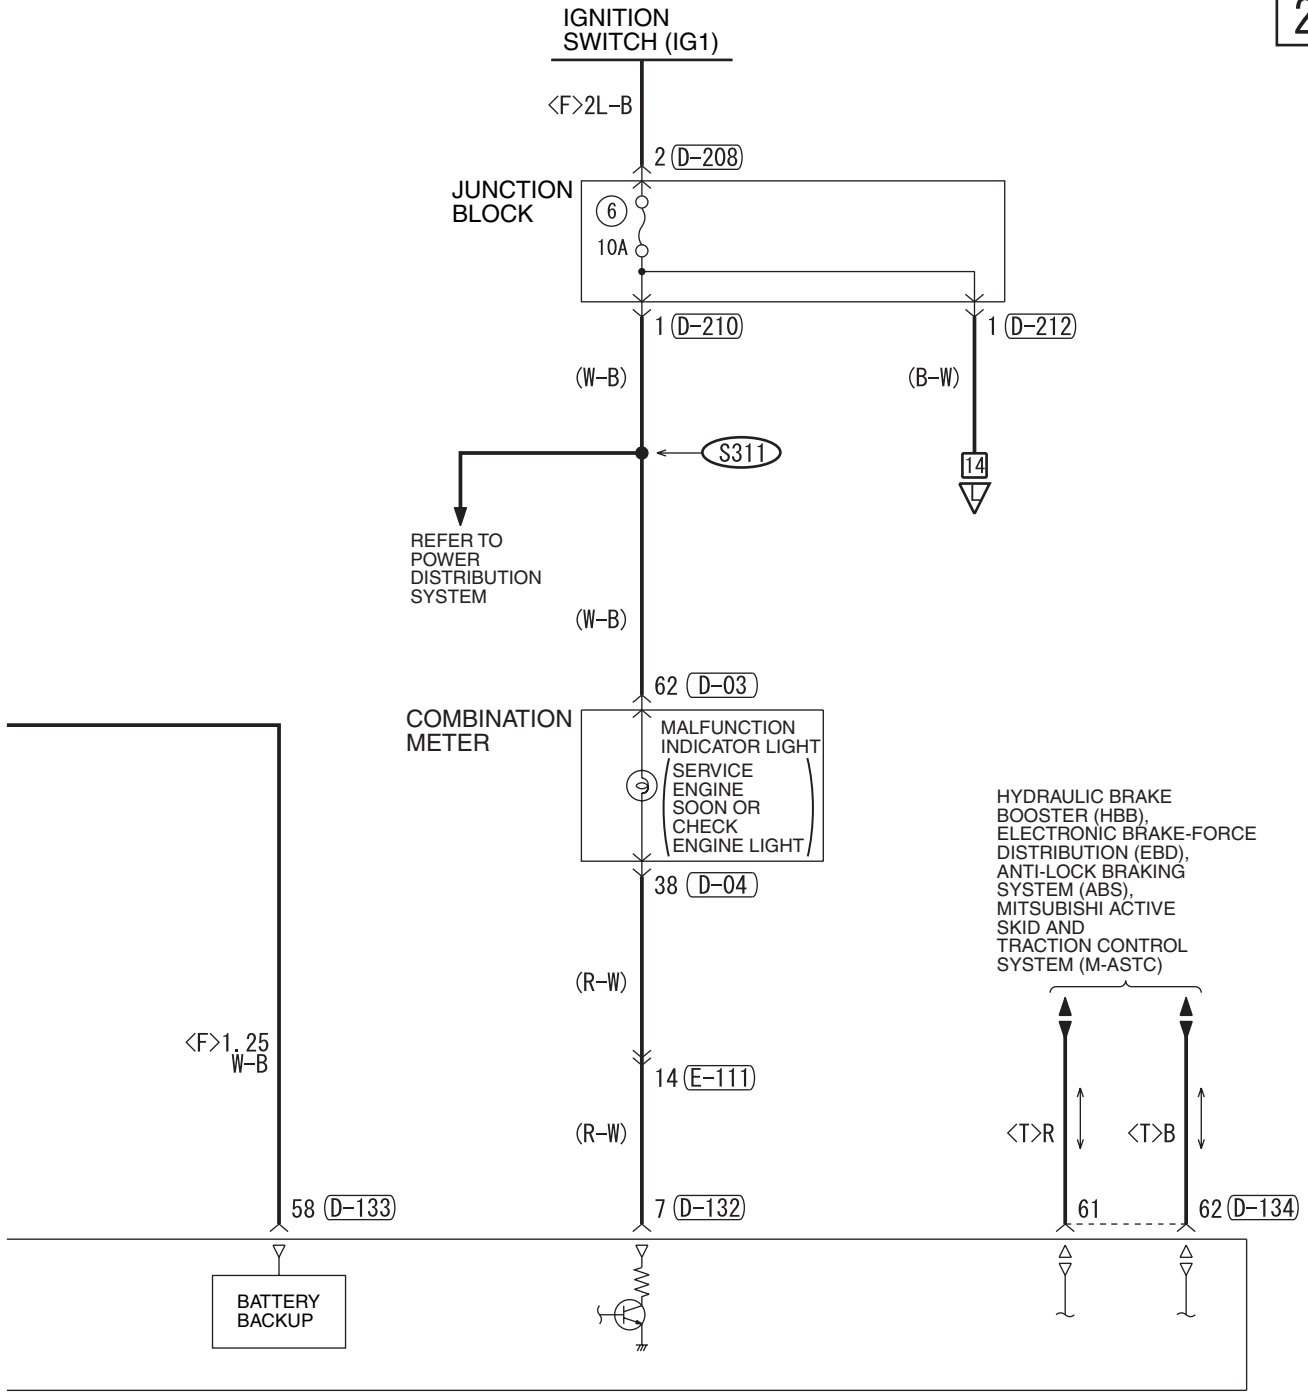 IGNITION
SWITCH (IG1)
2
<F>2L-B
2 (D-208)
JUNCTION
BLOCK
6
10A
1 (D-210)
1 (D-212)
(W-B)
(B-W)
S311
14
L
REFER TO
POWER
DISTRIBUTION
SYSTEM
(W-B)
62 (D-03)
COMBINATION
METER
MALFUNCTION
INDICATOR LIGHT
(SERVICE
ENGINE
SOON OR
CHECK
ENGINE LIGHT)
38 (D-04)
HYDRAULIC BRAKE
BOOSTER (HBB),
ELECTRONIC BRAKE-FORCE
DISTRIBUTION (EBD),
ANTI-LOCK BRAKING
SYSTEM (ABS),
MITSUBISHI ACTIVE
SKID AND
TRACTION CONTROL
SYSTEM (M-ASTC)
(R-W)
<F>1.25
W-B
14 (E-111)
(R-W)
<T>R
<T>B
58 (D-133)
7 (D-132)
61
62 (D-134)
BATTERY
BACKUP